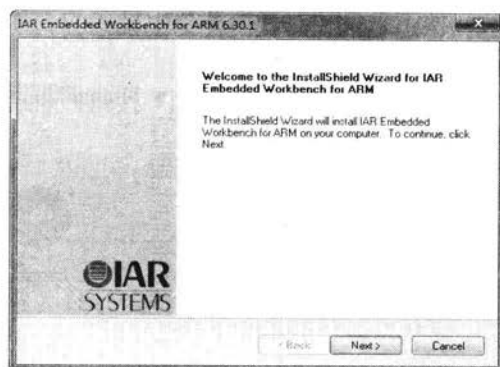 IAR Embedded Workbench for ARM 6.30.1
Welcome to the InstallShield Wizard for IAR
Embedded Workbench for ARM
The InstallShield Wizard will install IAR Embedded
Workbench for ARM on your computer. To continue, click
Next
IAR
SYSTEMS
< Back
Next >
Cancel